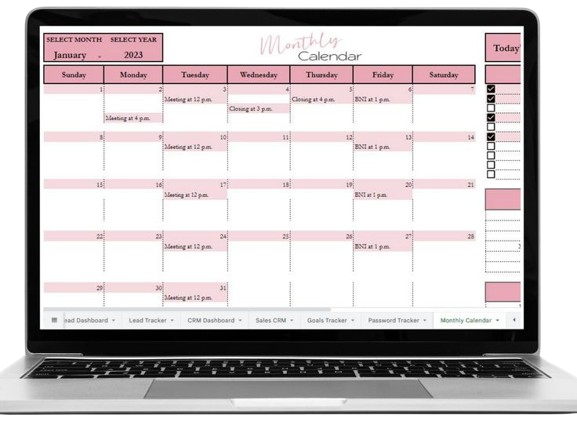 SELECT MONTH SELECT YEAR
January - 2023
Monthly
Calendar
Today'
Sunday Monday Tuesday Wednesday Thursday Friday Saturday
1 2 3 4 5 6 7
Meeting at 12 p.m. Closing at 4 p.m. BNI at 1 p.m.
Closing at 3 p.m.
Meeting at 4 p.m.
8 9 10 11 12 13 14
Meeting at 12 p.m. BNI at 1 p.m.
15 16 17 18 19 20 21
Meeting at 12 p.m. BNI at 1 p.m.
22 23 24 25 26 27 28
Meeting at 12 p.m. BNI at 1 p.m.
29 30 31
Meeting at 12 p.m.
ead Dashboard Lead Tracker CRM Dashboard Sales CRM Goals Tracker Password Tracker Monthly Calendar